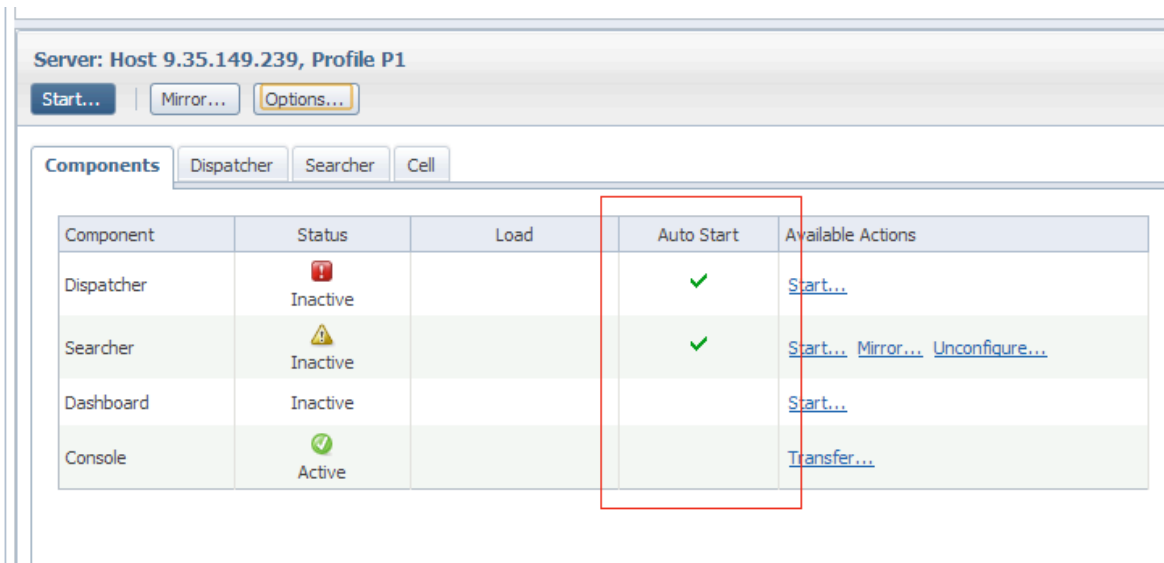 Server: Host 9.35.149.239, Profile P1
Start... Mirror... Options...
Components Dispatcher Searcher Cell
Component Status Load Auto Start Available Actions
Dispatcher Inactive Start...
Searcher Inactive Start... Mirror... Unconfigure...
Dashboard Inactive Start...
Console Active Transfer...